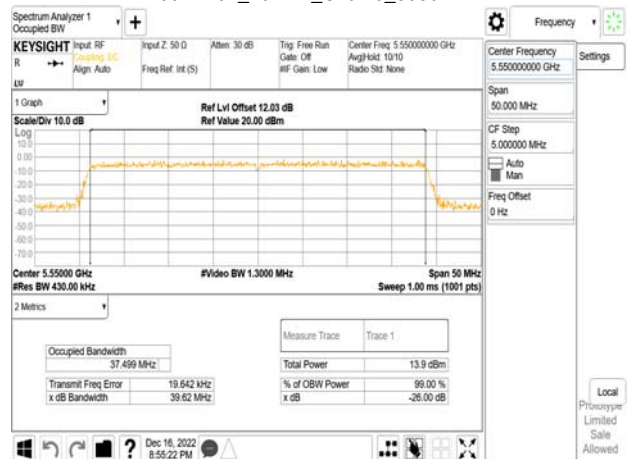 Spectrum Analyzer 1
Occupied BW
Frequency
KEYSIGHT
R
Input: RF
Coupling: DC
Align: Auto
Input Z: 50 Ω
Freq Ref: Int (S)
Atten: 30 dB
Trig: Free Run
Gate: Off
#IF Gain: Low
Center Freq: 5.550000000 GHz
Avg|Hold: 10/10
Radio Std: None
1 Graph
Scale/Div 10.0 dB
Ref Lvl Offset 12.03 dB
Ref Value 20.00 dBm
Log
10.0
0.00
-10.0
-20.0
-30.0
-40.0
-50.0
-60.0
-70.0
Center 5.55000 GHz
#Res BW 430.00 kHz
#Video BW 1.3000 MHz
Span 50 MHz
Sweep 1.00 ms (1001 pts)
2 Metrics
Measure Trace
Trace 1
Occupied Bandwidth
37.499 MHz
Total Power
13.9 dBm
Transmit Freq Error
19.642 kHz
% of OBW Power
99.00 %
x dB Bandwidth
39.62 MHz
x dB
-26.00 dB
Center Frequency
5.550000000 GHz
Settings
Span
50.000 MHz
CF Step
5.000000 MHz
Auto
Man
Freq Offset
0 Hz
Local
Prototype
Limited
Sale
Allowed
?
Dec 16, 2022
8:55:22 PM